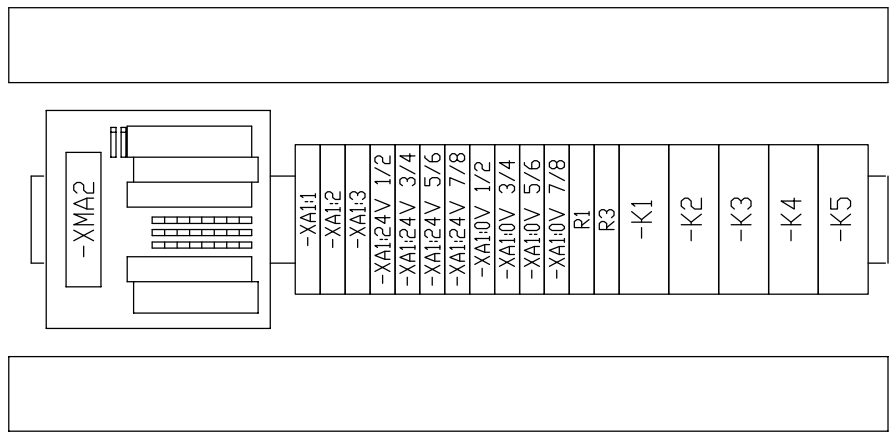 -XMA2
-XA1:1
-XA1:2
-XA1:3
-XA1:24V 1/2
-XA1:24V 3/4
-XA1:24V 5/6
-XA1:24V 7/8
-XA1:0V 1/2
-XA1:0V 3/4
-XA1:0V 5/6
-XA1:0V 7/8
R1
R3
-K1
-K2
-K3
-K4
-K5